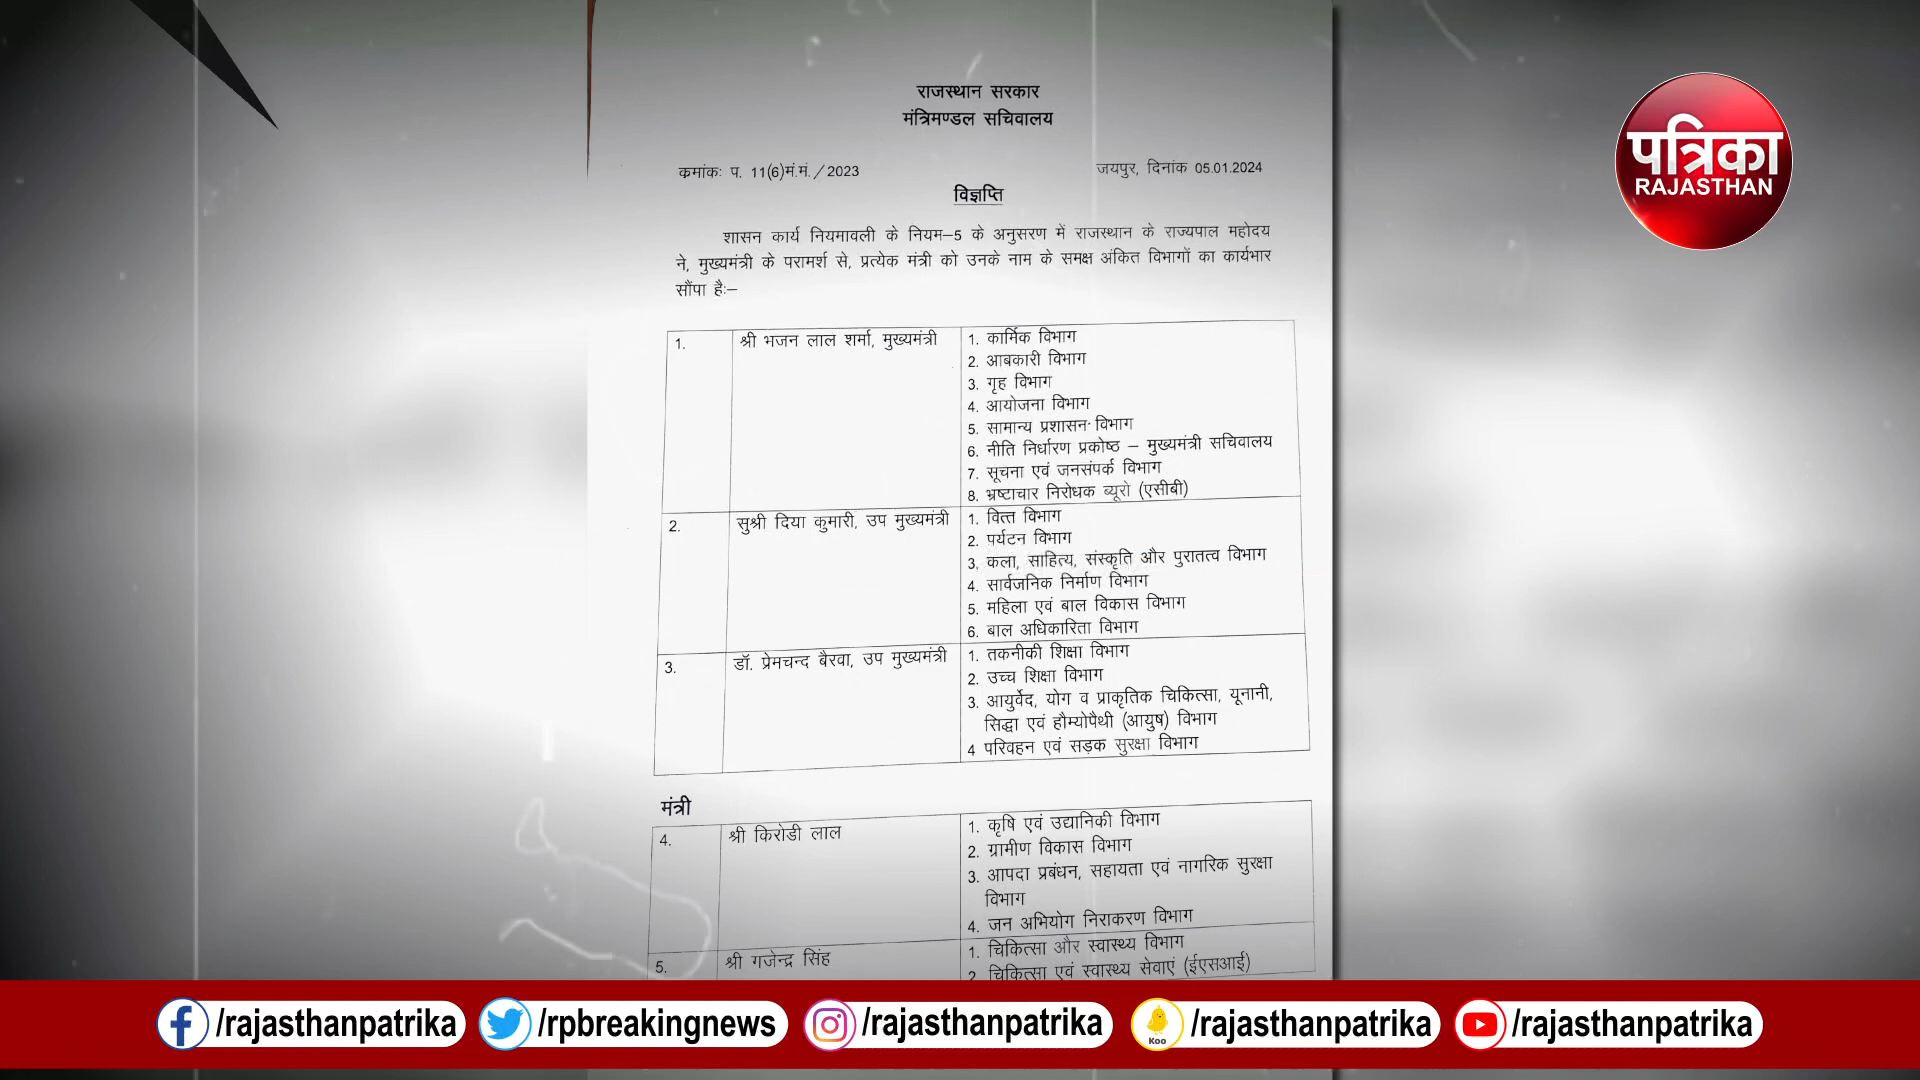 राजस्थान सरकार
मंत्रिमण्डल सचिवालय
क्रमांकः प. 11(6)मं.मं./2023
जयपुर, दिनांक 05.01.2024
विज्ञप्ति
शासन कार्य नियमावली के नियम–5 के अनुसरण में राजस्थान के राज्यपाल महोदय
ने, मुख्यमंत्री के परामर्श से, प्रत्येक मंत्री को उनके नाम के समक्ष अंकित विभागों का कार्यभार
सौंपा हैः–
1. श्री भजन लाल शर्मा, मुख्यमंत्री
1. कार्मिक विभाग
2. आबकारी विभाग
3. गृह विभाग
4. आयोजना विभाग
5. सामान्य प्रशासन विभाग
6. नीति निर्धारण प्रकोष्ठ – मुख्यमंत्री सचिवालय
7. सूचना एवं जनसंपर्क विभाग
8. भ्रष्टाचार निरोधक ब्यूरो (एसीबी)
2. सुश्री दिया कुमारी, उप मुख्यमंत्री
1. वित्त विभाग
2. पर्यटन विभाग
3. कला, साहित्य, संस्कृति और पुरातत्व विभाग
4. सार्वजनिक निर्माण विभाग
5. महिला एवं बाल विकास विभाग
6. बाल अधिकारिता विभाग
3. डॉ. प्रेमचन्द बैरवा, उप मुख्यमंत्री
1. तकनीकी शिक्षा विभाग
2. उच्च शिक्षा विभाग
3. आयुर्वेद, योग व प्राकृतिक चिकित्सा, यूनानी,
सिद्धा एवं हौम्योपैथी (आयुष) विभाग
4 परिवहन एवं सड़क सुरक्षा विभाग
मंत्री
4. श्री किरोडी लाल
1. कृषि एवं उद्यानिकी विभाग
2. ग्रामीण विकास विभाग
3. आपदा प्रबंधन, सहायता एवं नागरिक सुरक्षा
विभाग
4. जन अभियोग निराकरण विभाग
5. श्री गजेन्द्र सिंह
1. चिकित्सा और स्वास्थ्य विभाग
2 चिकित्सा एवं स्वास्थ्य सेवाएं (ईएसआई)
पत्रिका
RAJASTHAN
/rajasthanpatrika
/rpbreakingnews
/rajasthanpatrika
Koo
/rajasthanpatrika
/rajasthanpatrika